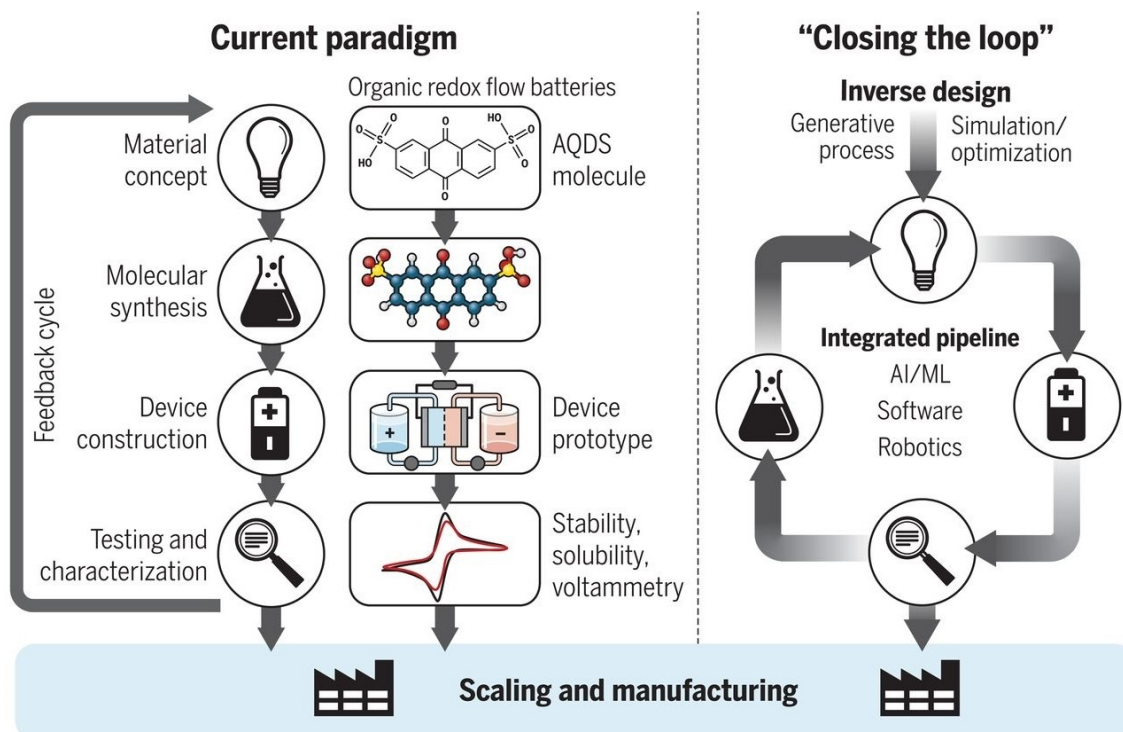 Current paradigm
Organic redox flow batteries
Material
concept
HO
S
O
O
O
O
HO
S
O
O
AQDS
molecule
Molecular
synthesis
Feedback cycle
Device
construction
+
−
Device
prototype
Testing and
characterization
Stability,
solubility,
voltammetry
“Closing the loop”
Inverse design
Generative
process
Simulation/
optimization
Integrated pipeline
AI/ML
Software
Robotics
Scaling and manufacturing